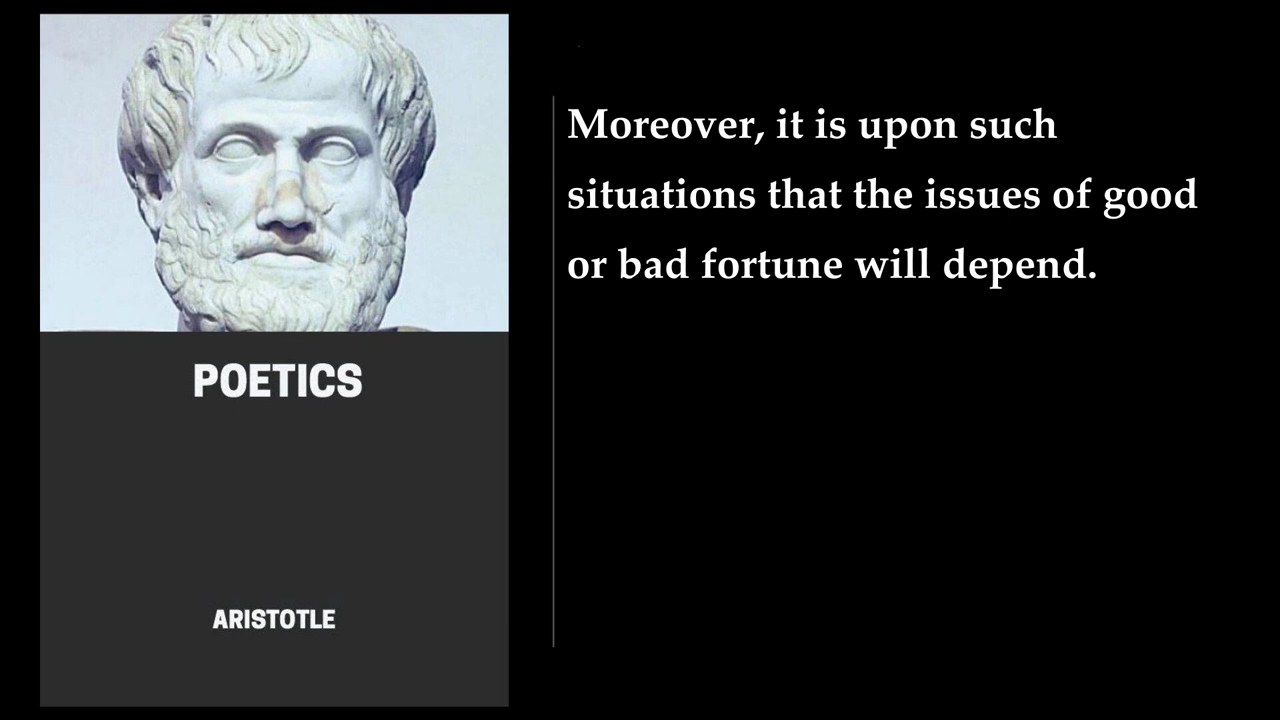 POETICS
ARISTOTLE
Moreover, it is upon such
situations that the issues of good
or bad fortune will depend.